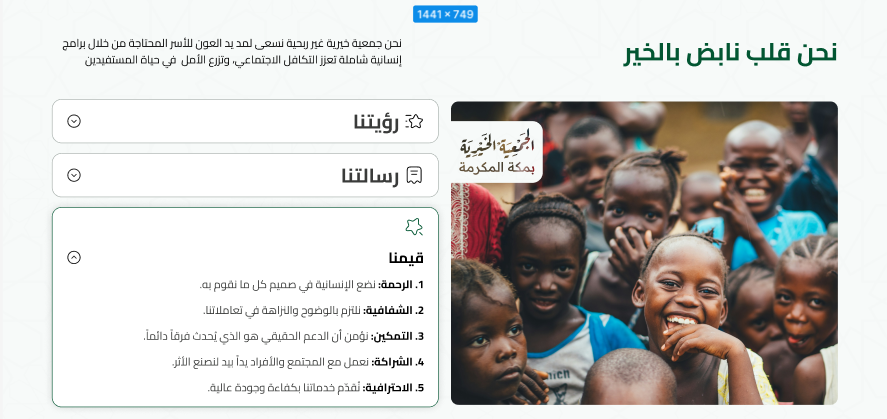 1441 × 749
نحن قلب نابض بالخير
نحن جمعية خيرية غير ربحية نسعى لمد يد العون للأسر المحتاجة من خلال برامج
إنسانية شاملة تعزز التكافل الاجتماعي، وتزرع الأمل في حياة المستفيدين
الجمعية الخيرية
بمكة المكرمة
رؤيتنا
رسالتنا
قيمنا
1. الرحمة: نضع الإنسانية في صميم كل ما نقوم به.
2. الشفافية: نلتزم بالوضوح والنزاهة في تعاملاتنا.
3. التمكين: نؤمن أن الدعم الحقيقي هو الذي يُحدث فرقاً دائماً.
4. الشراكة: نعمل مع المجتمع والأفراد يداً بيد لنصنع الأثر.
5. الاحترافية: نُقدّم خدماتنا بكفاءة وجودة عالية.